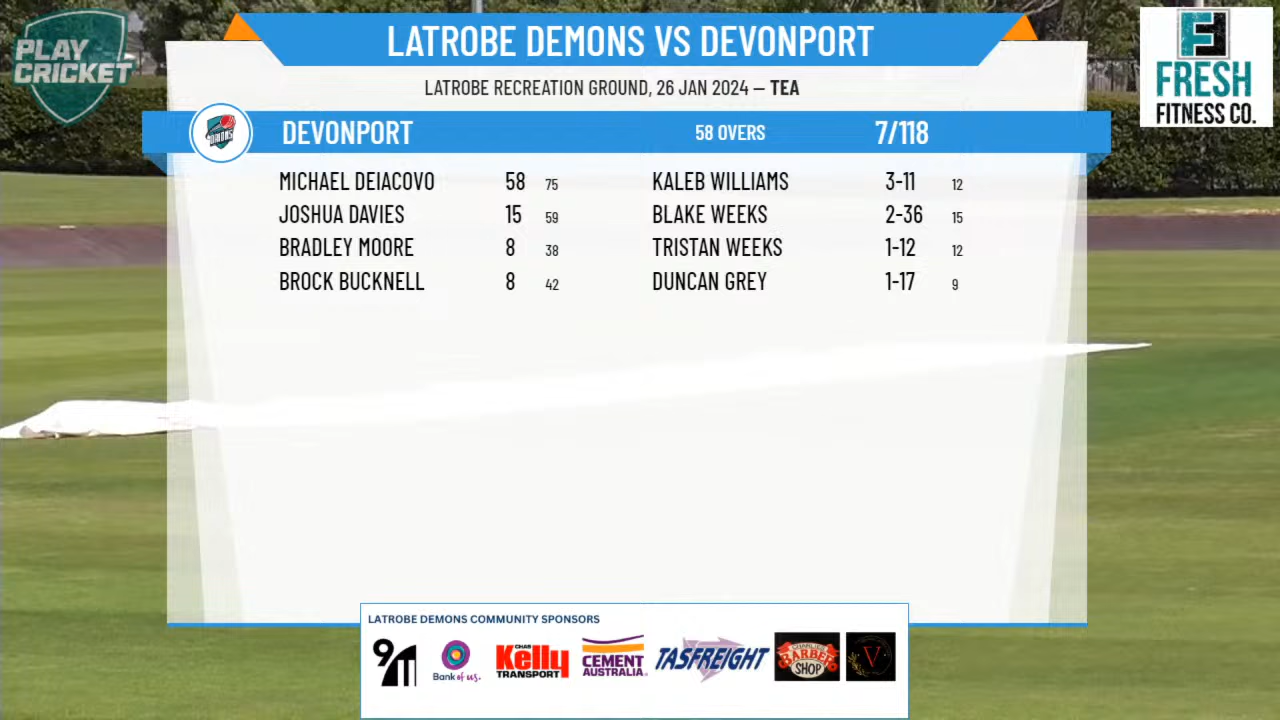 PLAY
CRICKET
LATROBE DEMONS VS DEVONPORT
FRESH
FITNESS CO.
LATROBE RECREATION GROUND, 26 JAN 2024 – TEA
DEVONPORT 58 OVERS 7/118
MICHAEL DEIACOVO 58 75 KALEB WILLIAMS 3-11 12
JOSHUA DAVIES 15 59 BLAKE WEEKS 2-36 15
BRADLEY MOORE 8 38 TRISTAN WEEKS 1-12 12
BROCK BUCKNELL 8 42 DUNCAN GREY 1-17 9
LATROBE DEMONS COMMUNITY SPONSORS
Bank of us.
CHAS
Kelly
TRANSPORT
CEMENT
AUSTRALIA
TASFREIGHT
CHARLIE'S
BARBER
SHOP
V